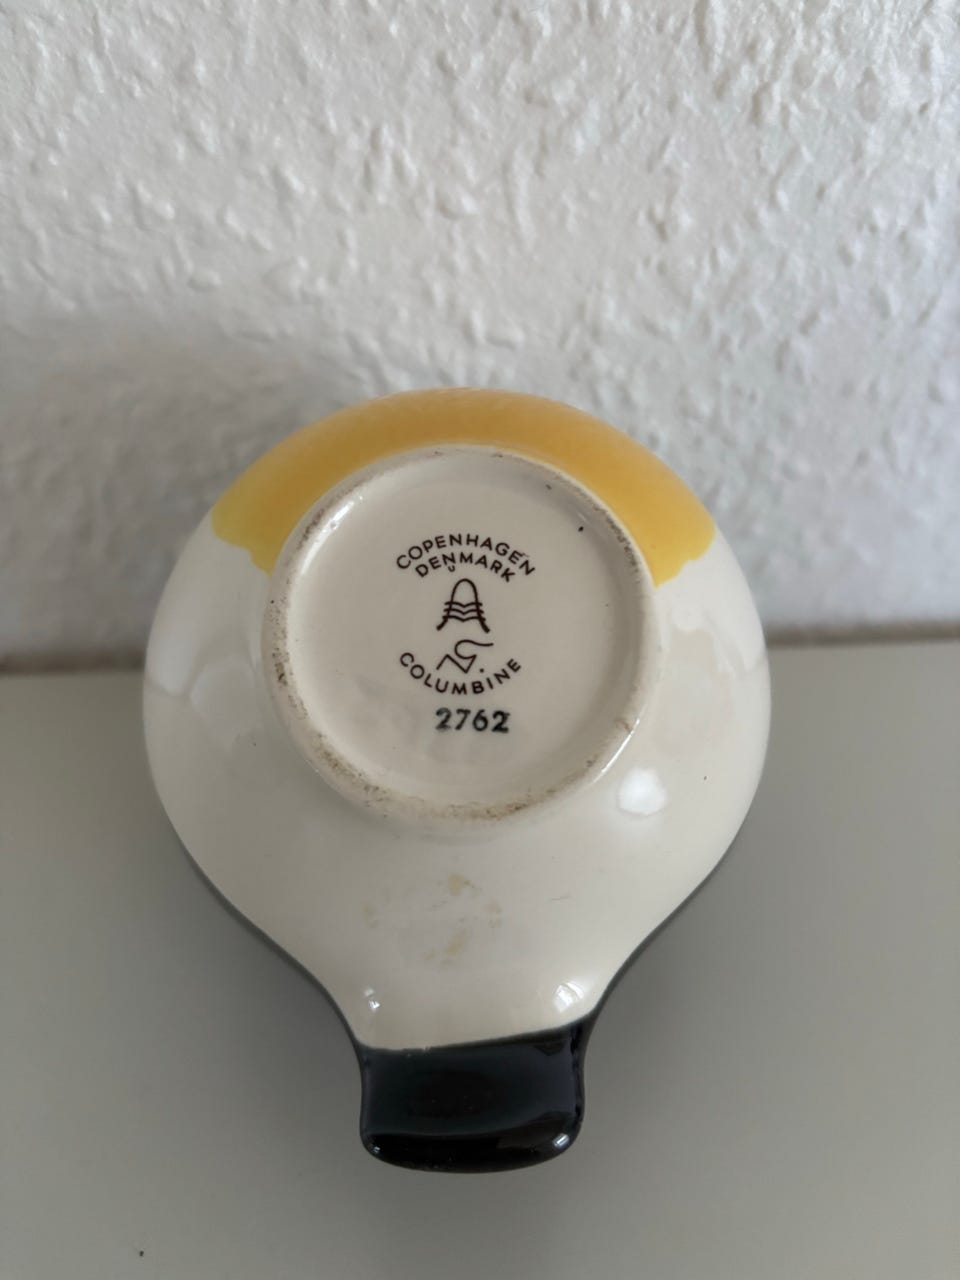 COPENHAGEN
DENMARK
COLUMBINE
2762